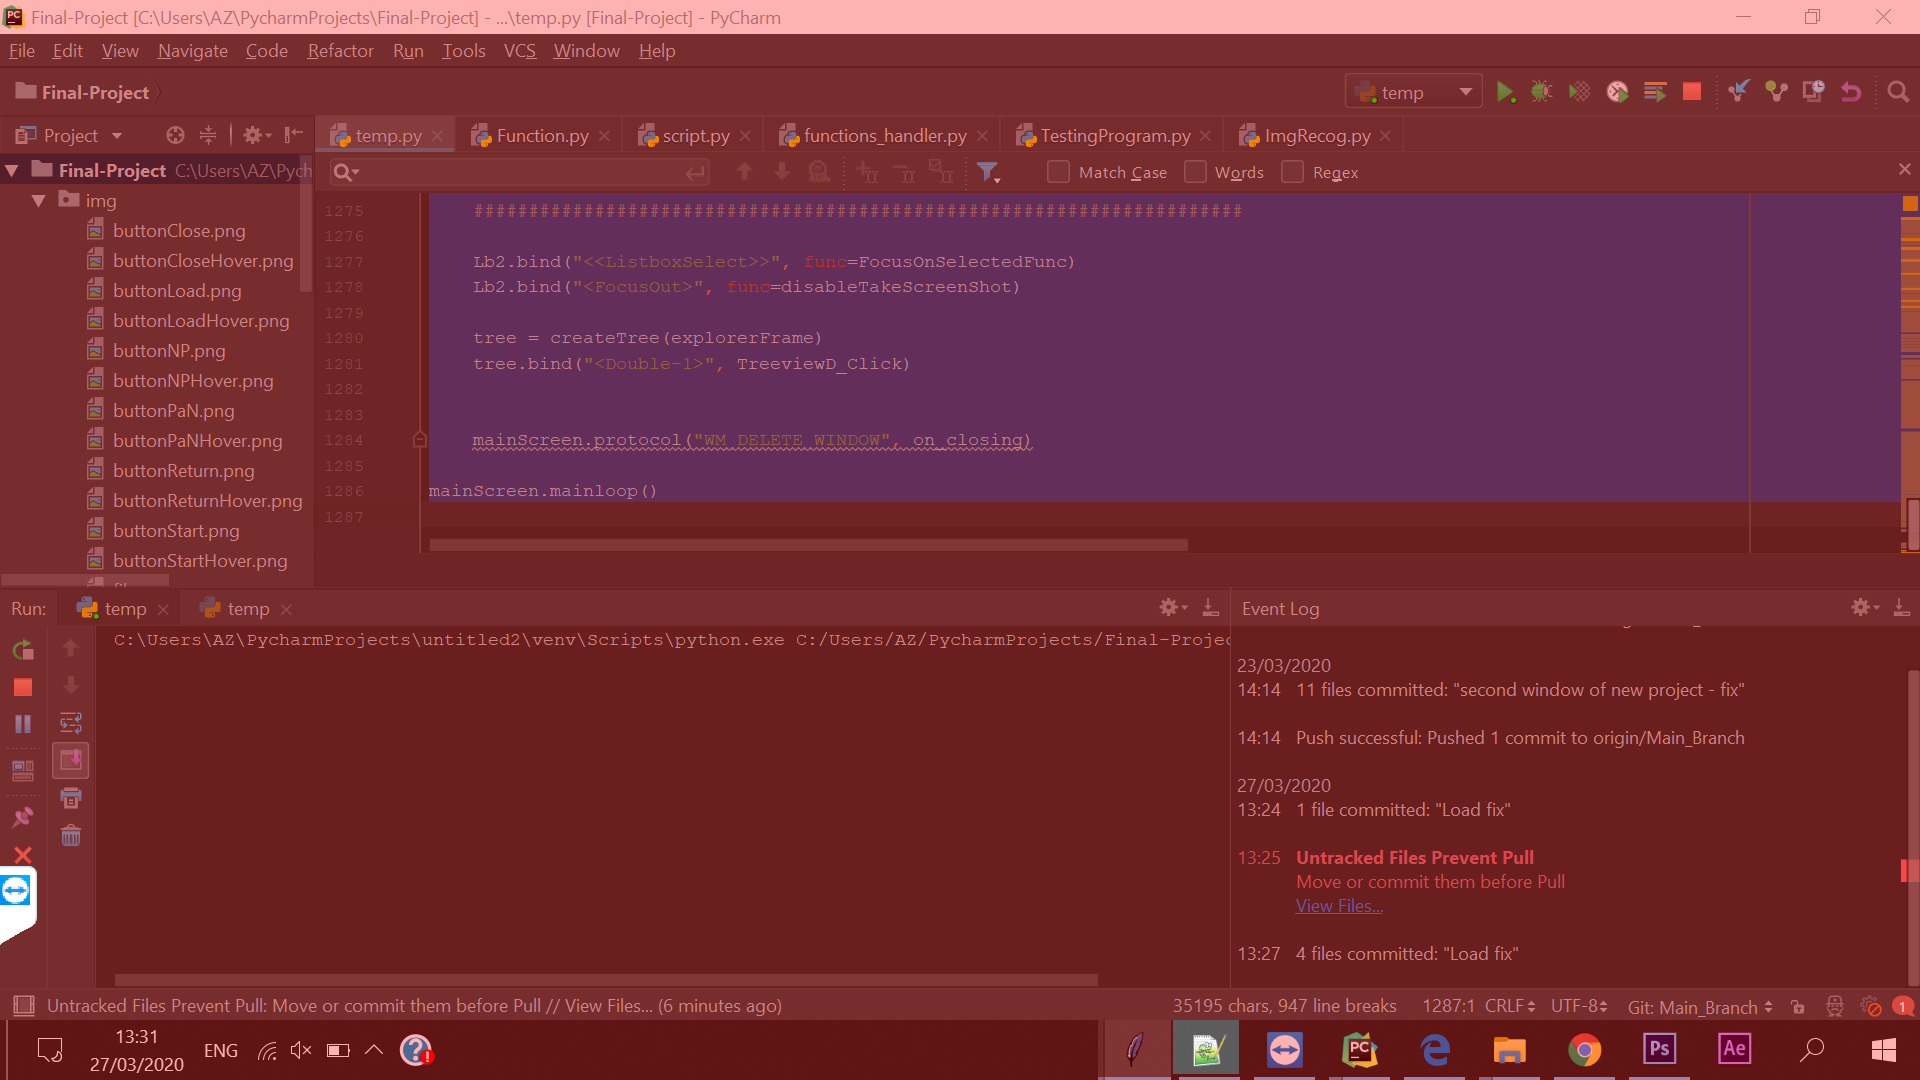 Final-Project [C:\Users\AZ\PycharmProjects\Final-Project] - ...\temp.py [Final-Project] - PyCharm
File Edit View Navigate Code Refactor Run Tools VCS Window Help
Final-Project
temp
Project
temp.py
Function.py
script.py
functions_handler.py
TestingProgram.py
ImgRecog.py
Final-Project C:\Users\AZ\Pych
Match Case
Words
Regex
img
buttonClose.png
buttonCloseHover.png
buttonLoad.png
buttonLoadHover.png
buttonNP.png
buttonNPHover.png
buttonPaN.png
buttonPaNHover.png
buttonReturn.png
buttonReturnHover.png
buttonStart.png
buttonStartHover.png
1275 ######################################################################
1276
1277 Lb2.bind("<<ListboxSelect>>", func=FocusOnSelectedFunc)
1278 Lb2.bind("<FocusOut>", func=disableTakeScreenShot)
1279
1280 tree = createTree(explorerFrame)
1281 tree.bind("<Double-1>", TreeviewD_Click)
1282
1283
1284 mainScreen.protocol("WM_DELETE_WINDOW", on_closing)
1285
1286 mainScreen.mainloop()
1287
Run:
temp
temp
C:\Users\AZ\PycharmProjects\untitled2\venv\Scripts\python.exe C:/Users/AZ/PycharmProjects/Final-Projec
Event Log
23/03/2020
14:14 11 files committed: "second window of new project - fix"
14:14 Push successful: Pushed 1 commit to origin/Main_Branch
27/03/2020
13:24 1 file committed: "Load fix"
13:25 Untracked Files Prevent Pull
Move or commit them before Pull
View Files...
13:27 4 files committed: "Load fix"
Untracked Files Prevent Pull: Move or commit them before Pull // View Files... (6 minutes ago)
35195 chars, 947 line breaks 1287:1 CRLF UTF-8 Git: Main_Branch 1
13:31
27/03/2020
ENG
PC
Ps
Ae